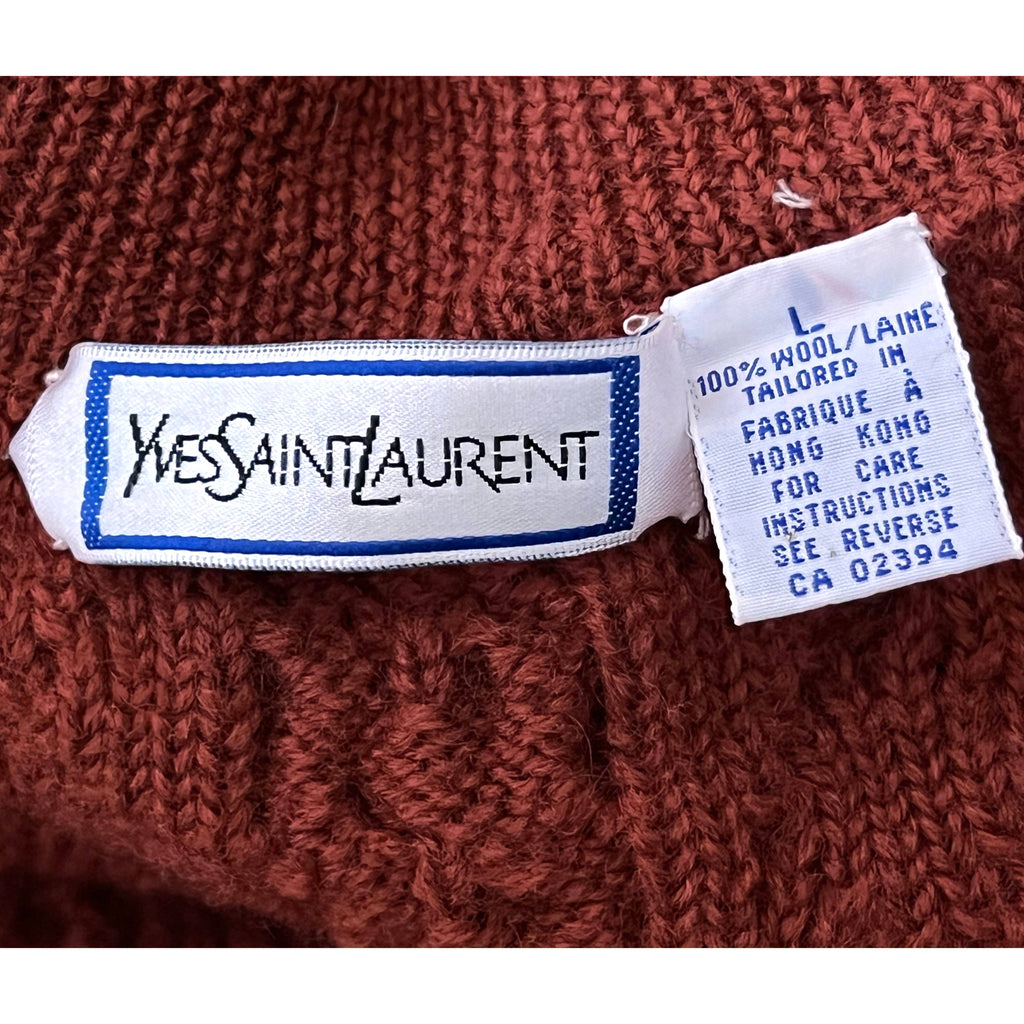 YVESSAINTLAURENT
L
100% WOOL/LAINE
TAILORED IN
FABRIQUE À
HONG KONG
FOR CARE
INSTRUCTIONS
SEE REVERSE
CA 02394